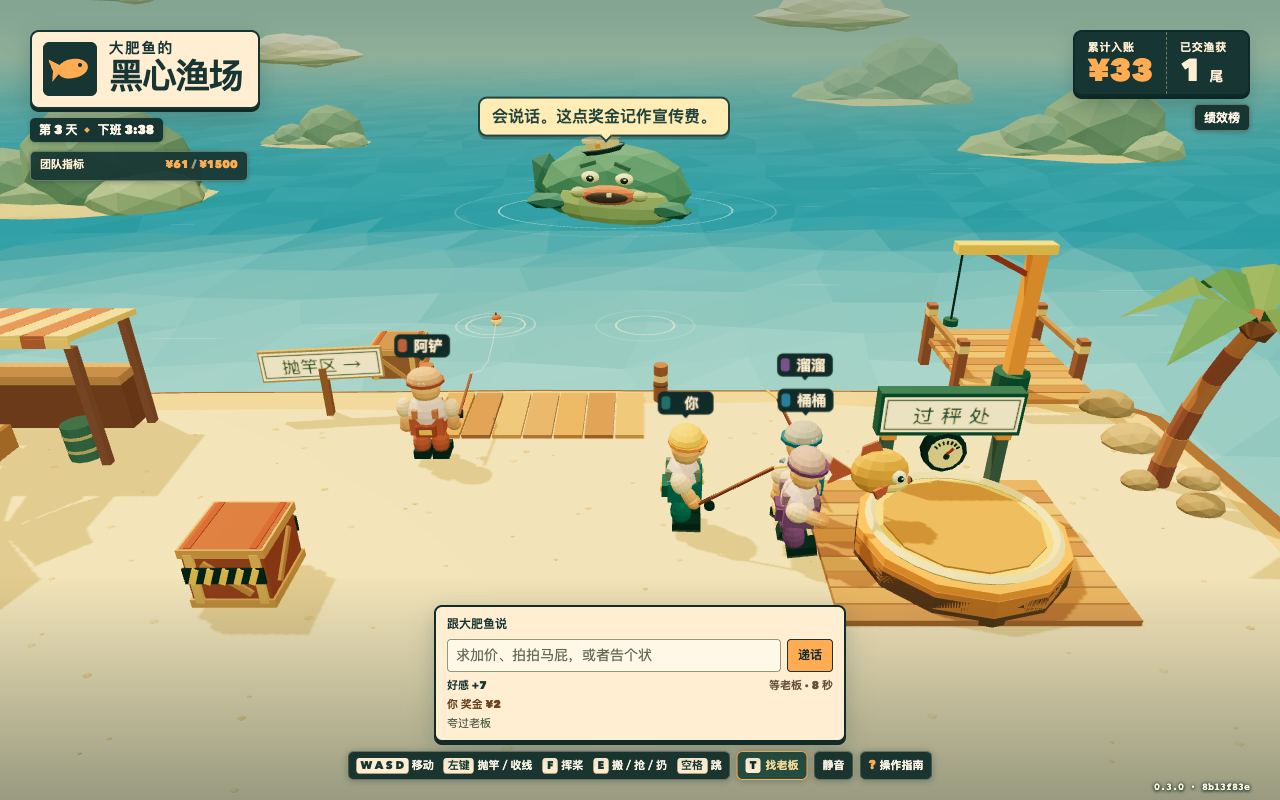 大肥鱼的
黑心渔场
第 3 天 · 下班 3:38
团队指标 ¥61 / ¥1500
累计入账 已交渔获
¥33 1 尾
绩效榜
会说话。这点奖金记作宣传费。
抛竿区 →
阿铲
你
溜溜
桶桶
过秤处
跟大肥鱼说
求加价、拍拍马屁，或者告个状 递话
好感 +7 等老板 · 8 秒
你 奖金 ¥2
夸过老板
W A S D 移动 左键 抛竿 / 收线 F 挥桨 E 搬 / 抢 / 扔 空格 跳 T 找老板 静音 ? 操作指南
0.3.0 · 8b13f83e